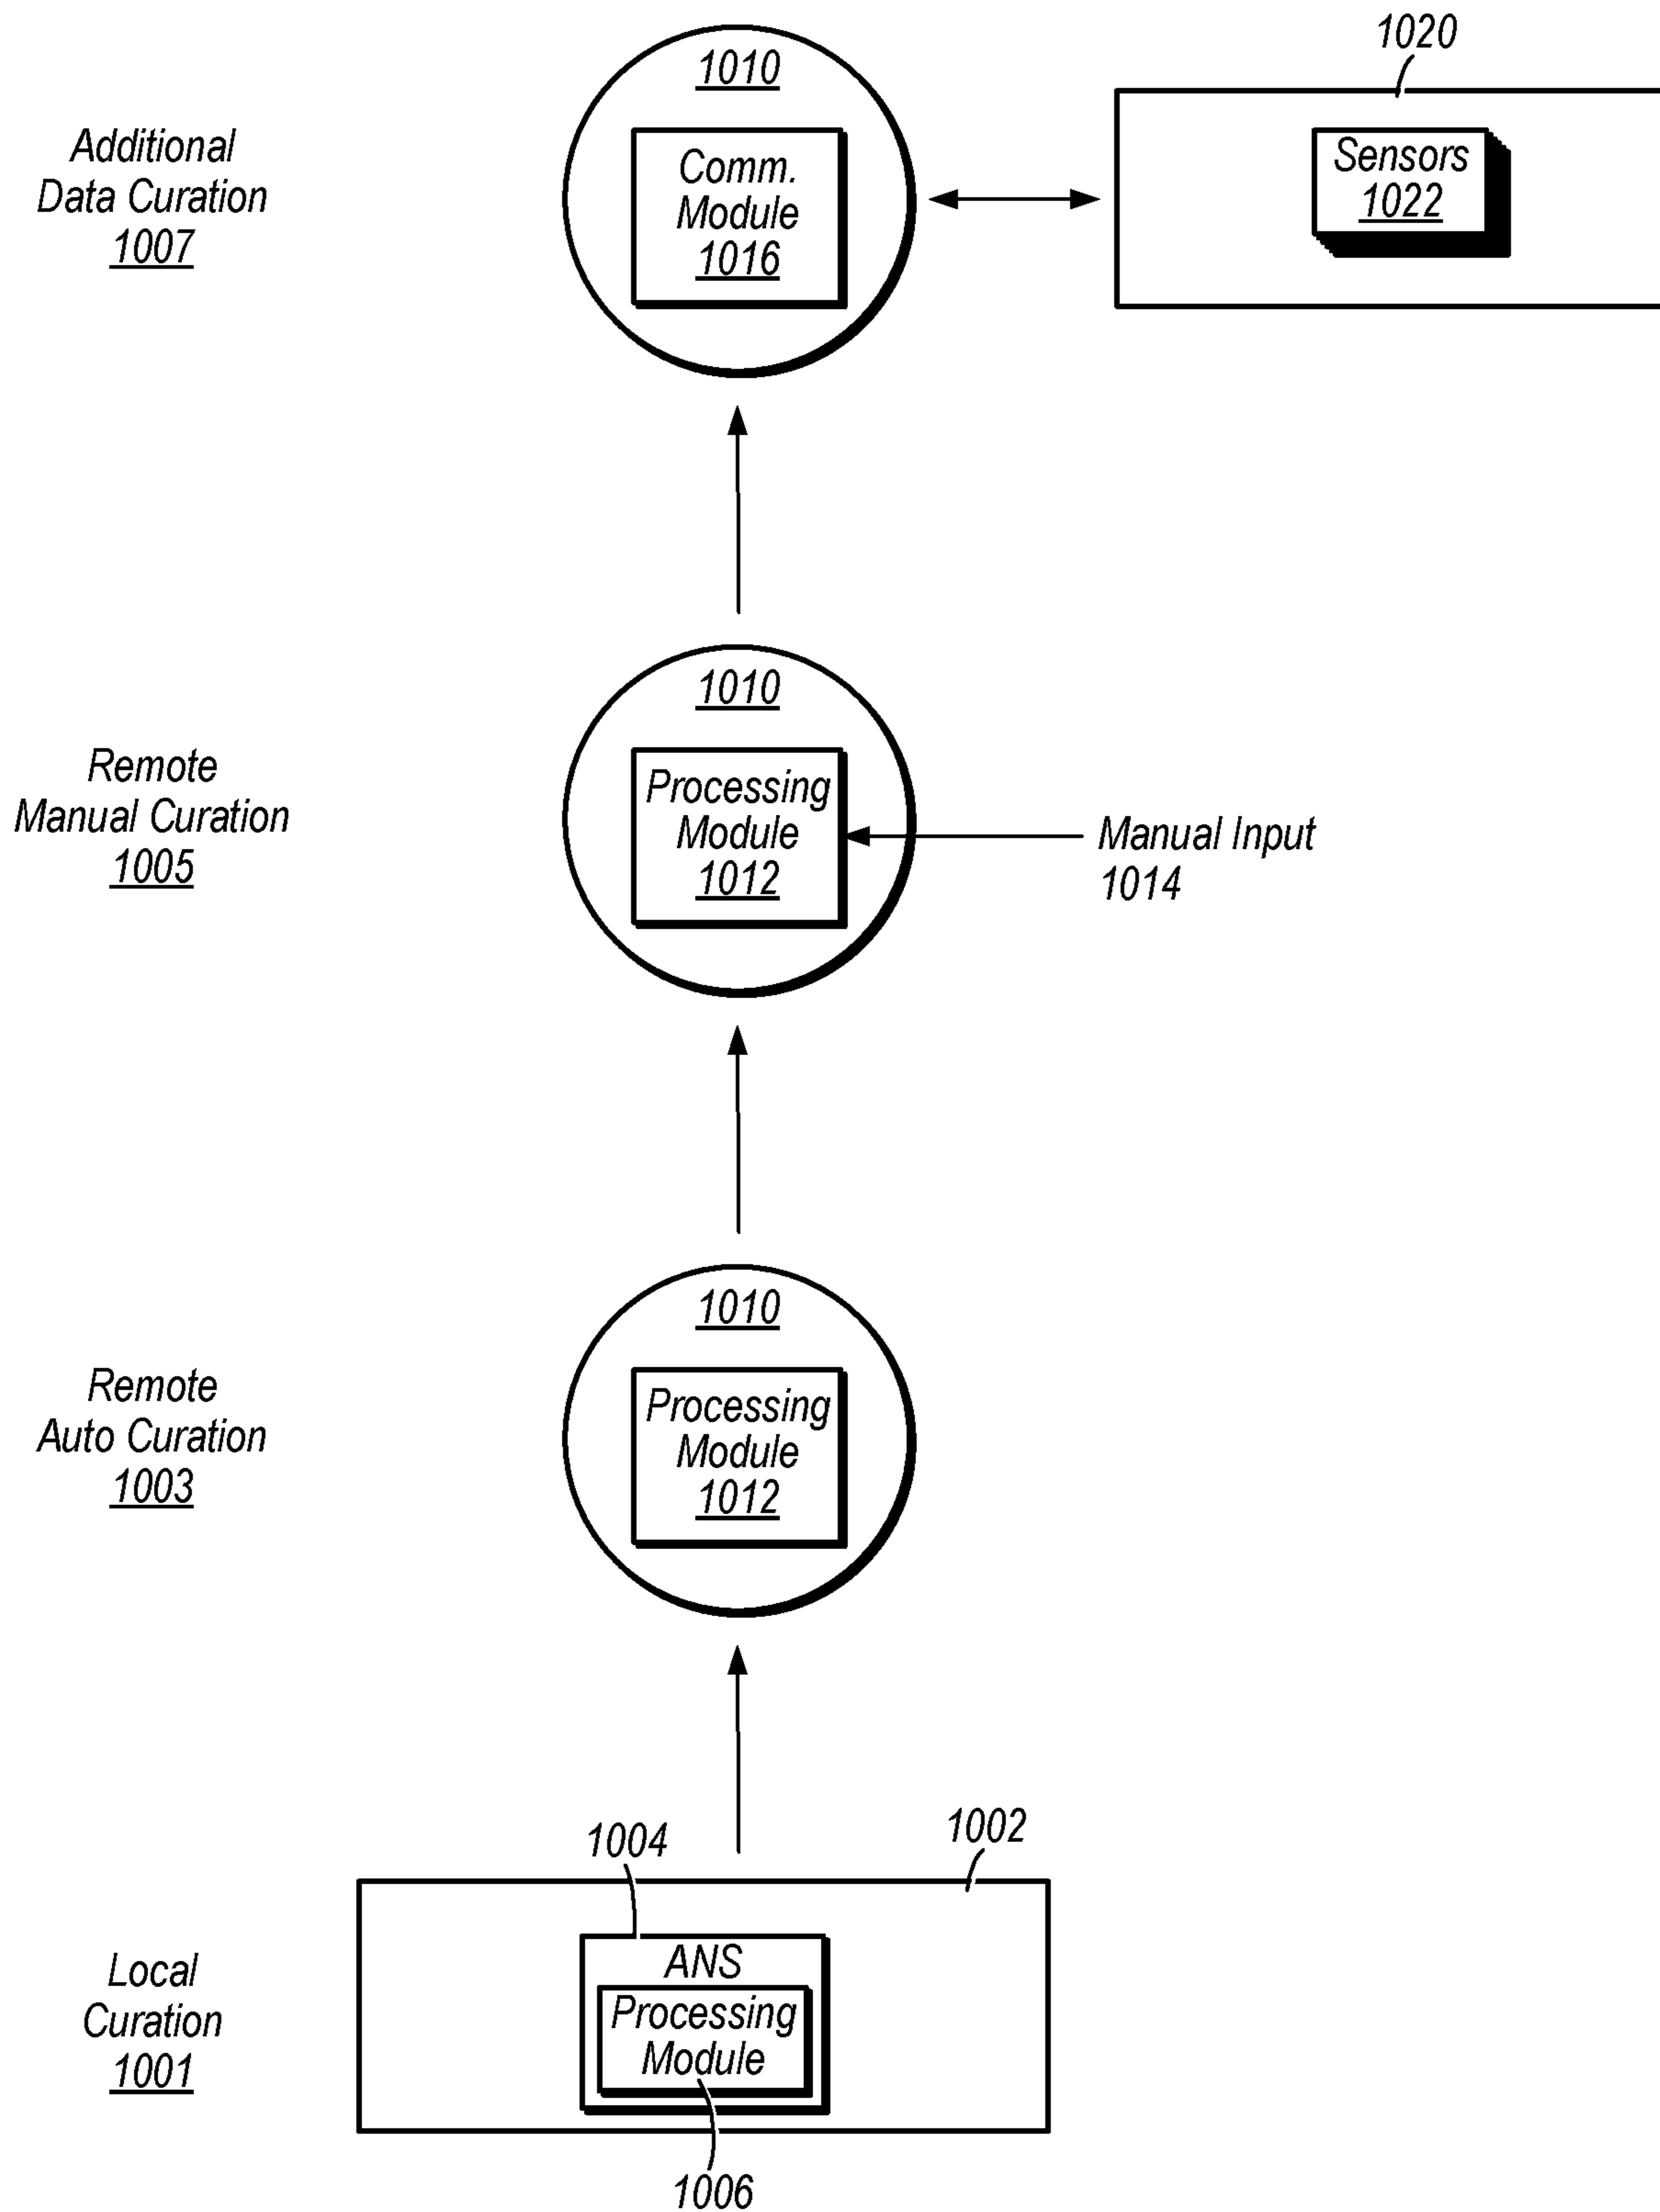 1020
Additional
Data Curation
1007
1010
Comm.
Module
1016
Sensors
1022
Remote
Manual Curation
1005
1010
Processing
Module
1012
Manual Input
1014
Remote
Auto Curation
1003
1010
Processing
Module
1012
1004
1002
Local
Curation
1001
ANS
Processing
Module
1006